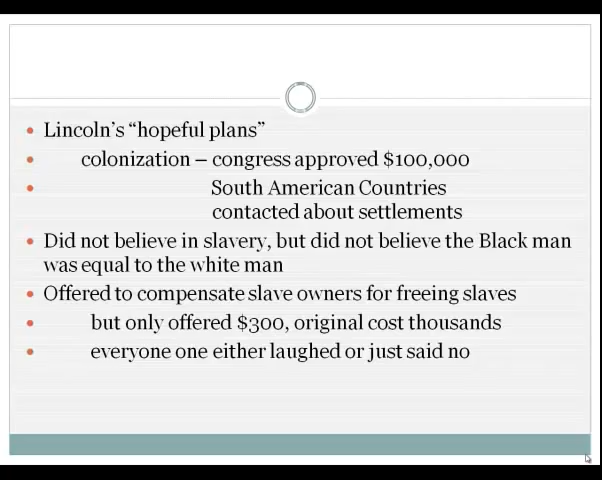 Lincoln's "hopeful plans"
colonization – congress approved $100,000
South American Countries
contacted about settlements
Did not believe in slavery, but did not believe the Black man
was equal to the white man
Offered to compensate slave owners for freeing slaves
but only offered $300, original cost thousands
everyone one either laughed or just said no